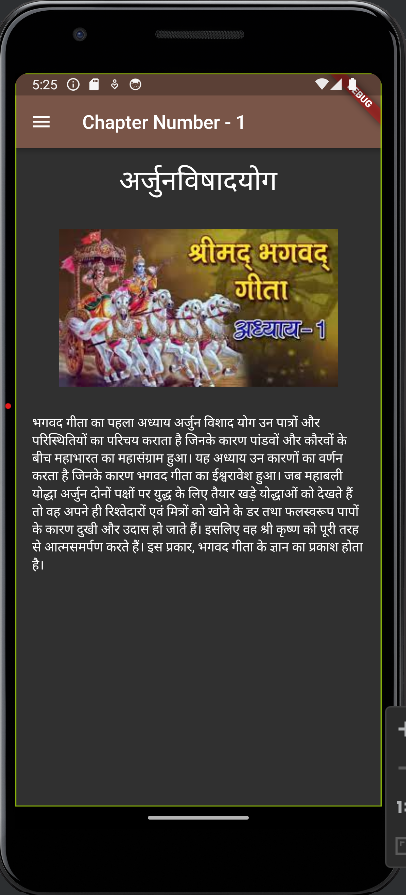 5:25
DEBUG
Chapter Number - 1
अर्जुनविषादयोग
श्रीमद् भगवद्
गीता
अध्याय-1
भगवद गीता का पहला अध्याय अर्जुन विशाद योग उन पात्रों और
परिस्थितियों का परिचय कराता है जिनके कारण पांडवों और कौरवों के
बीच महाभारत का महासंग्राम हुआ। यह अध्याय उन कारणों का वर्णन
करता है जिनके कारण भगवद गीता का ईश्वरावेश हुआ। जब महाबली
योद्धा अर्जुन दोनों पक्षों पर युद्ध के लिए तैयार खड़े योद्धाओं को देखते हैं
तो वह अपने ही रिश्तेदारों एवं मित्रों को खोने के डर तथा फलस्वरूप पापों
के कारण दुखी और उदास हो जाते हैं। इसलिए वह श्री कृष्ण को पूरी तरह
से आत्मसमर्पण करते हैं। इस प्रकार, भगवद गीता के ज्ञान का प्रकाश होता
है।